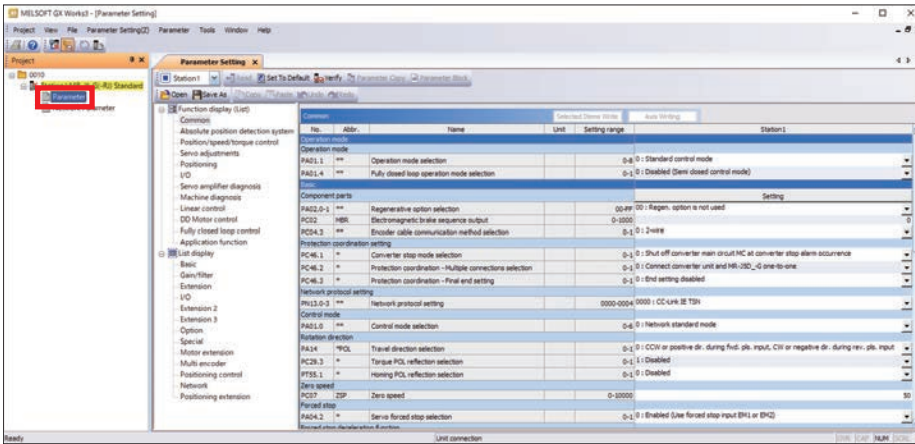 MELSOFT GX Works3 - [Parameter Setting]
Project View File Parameter Setting(Z) Parameter Tools Window Help
Project
Parameter Setting
0010
Standard
Parameter
Station1 Set To Default Verify Parameter Copy Parameter Block
Open Save As Copy Paste Undo Redo
Function display (List)
Common
Absolute position detection system
Position/speed/torque control
Servo adjustments
Positioning
I/O
Servo amplifier diagnosis
Machine diagnosis
Linear control
DD Motor control
Fully closed loop control
Application function
List display
Basic
Gain/filter
Extension
I/O
Extension 2
Extension 3
Option
Special
Motor extension
Multi encoder
Positioning control
Network
Positioning extension
Common Selected Items Write Axis Writing
No. Abbr. Name Unit Setting range Station1
Operation mode
Operation mode
PA01.1 ** Operation mode selection 0-8 0 : Standard control mode
PA01.4 ** Fully closed loop operation mode selection 0-1 0 : Disabled (Semi closed control mode)
Basic
Component parts Setting
PA02.0-1 ** Regenerative option selection 00-FF 00 : Regen. option is not used
PC02 MBR Electromagnetic brake sequence output 0-1000 0
PC04.3 ** Encoder cable communication method selection 0-1 0 : 2-wire
Protection coordination setting
PC46.1 * Converter stop mode selection 0-1 0 : Shut off converter main circuit MC at converter stop alarm occurrence
PC46.2 * Protection coordination - Multiple connections selection 0-1 0 : Connect converter unit and MR-J5D_-G one-to-one
PC46.3 * Protection coordination - Final end setting 0-1 0 : End setting disabled
Network protocol setting
PN13.0-3 ** Network protocol setting 0000-0004 0000 : CC-Link IE TSN
Control mode
PA01.0 ** Control mode selection 0-6 0 : Network standard mode
Rotation direction
PA14 *POL Travel direction selection 0-1 0 : CCW or positive dir. during fwd. pls. input, CW or negative dir. during rev. pls. input
PC29.3 * Torque POL reflection selection 0-1 1 : Disabled
PT55.1 * Homing POL reflection selection 0-1 0 : Disabled
Zero speed
PC07 ZSP Zero speed 0-10000 50
Forced stop
PA04.2 * Servo forced stop selection 0-1 0 : Enabled (Use forced stop input EM1 or EM2)
Forced stop deceleration function
Ready Unit connection OVR CAP NUM SCRL